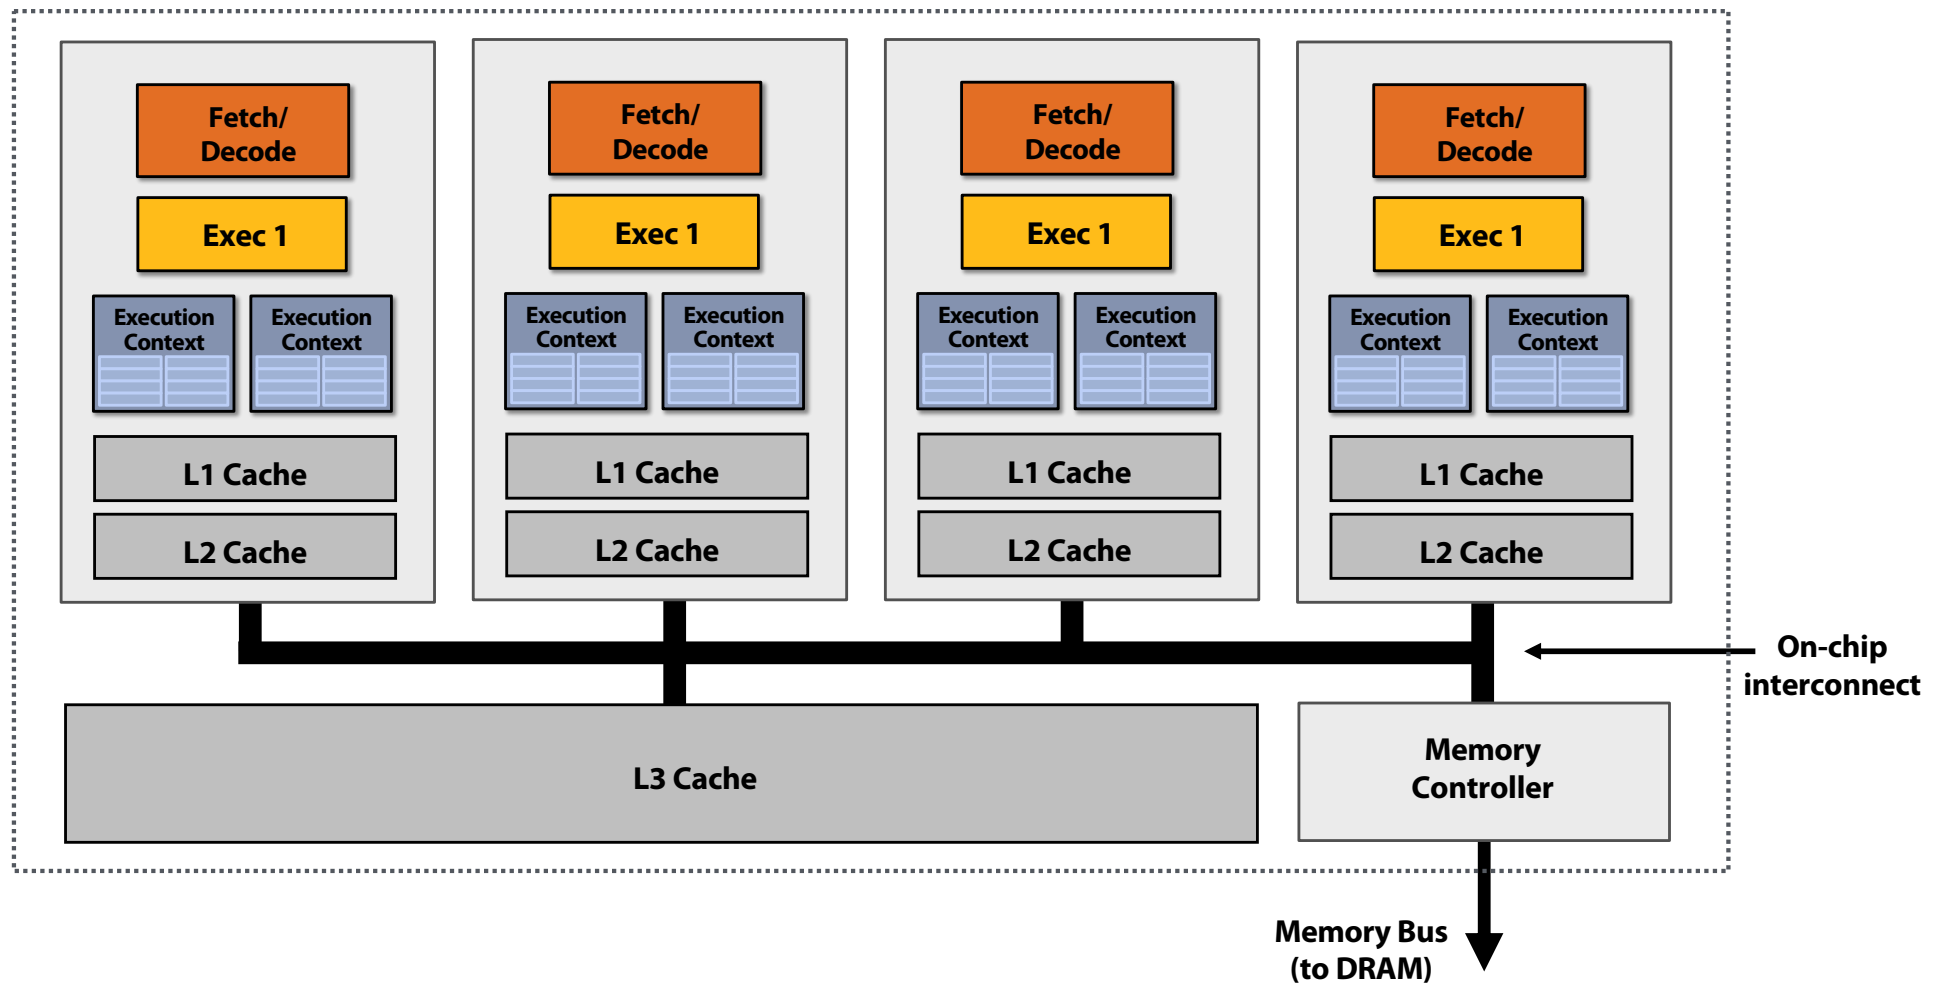 Fetch/
Decode
Fetch/
Decode
Fetch/
Decode
Fetch/
Decode
Exec 1
Exec 1
Exec 1
Exec 1
Execution
Context
Execution
Context
Execution
Context
Execution
Context
Execution
Context
Execution
Context
Execution
Context
Execution
Context
L1 Cache
L1 Cache
L1 Cache
L1 Cache
L2 Cache
L2 Cache
L2 Cache
L2 Cache
On-chip
interconnect
L3 Cache
Memory
Controller
Memory Bus
(to DRAM)